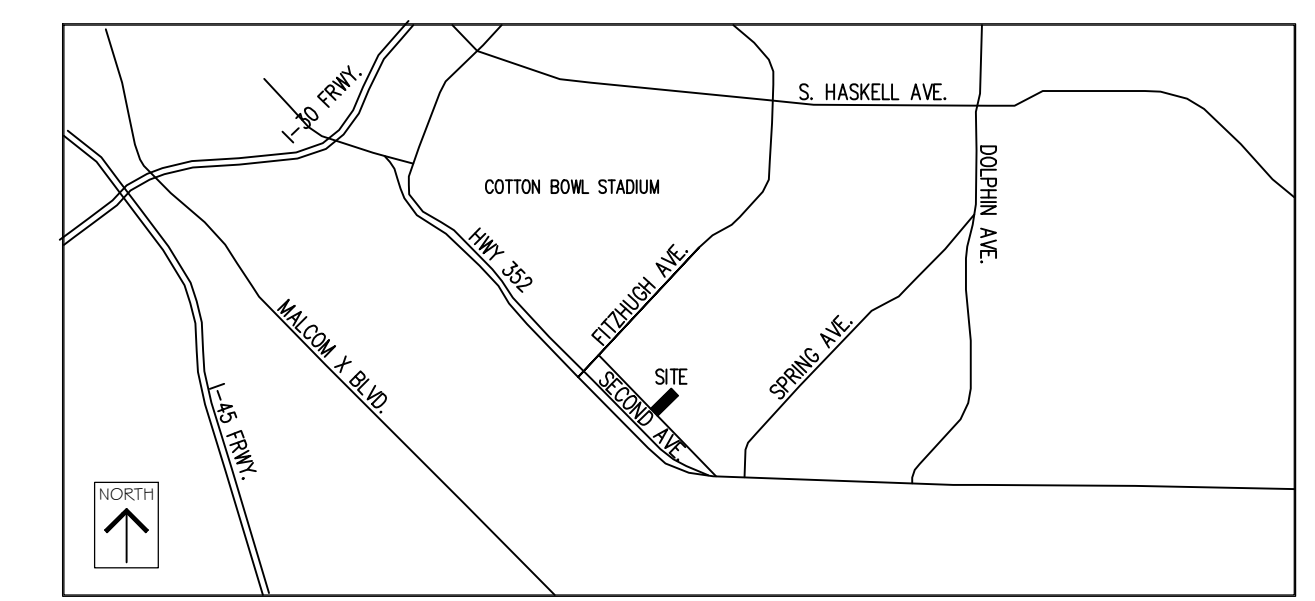 I-30 FRWY.
S. HASKELL AVE.
COTTON BOWL STADIUM
DOLPHIN AVE.
HWY 352
FITZHUGH AVE.
MALCOM X BLVD.
SPRING AVE.
SITE
SECOND AVE.
I-45 FRWY.
NORTH